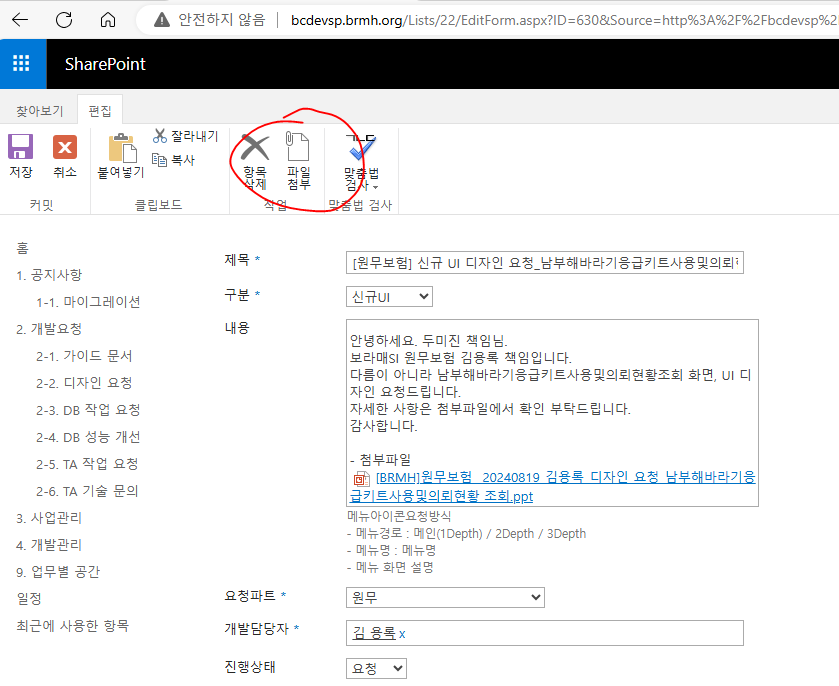 안전하지 않음
bcdevsp.brmh.org/Lists/22/EditForm.aspx?ID=630&Source=http%3A%2F%2Fbcdevsp%2
SharePoint
찾아보기 편집
저장 취소 붙여넣기 잘라내기 복사 항목 삭제 파일 첨부 맞춤법 검사
커밋 클립보드 작업 맞춤법 검사
홈
1. 공지사항
1-1. 마이그레이션
2. 개발요청
2-1. 가이드 문서
2-2. 디자인 요청
2-3. DB 작업 요청
2-4. DB 성능 개선
2-5. TA 작업 요청
2-6. TA 기술 문의
3. 사업관리
4. 개발관리
9. 업무별 공간
일정
최근에 사용한 항목
제목 * [원무보험] 신규 UI 디자인 요청_남부해바라기응급키트사용및의뢰
구분 * 신규UI
내용
안녕하세요. 두미진 책임님.
보라매SI 원무보험 김용록 책임입니다.
다름이 아니라 남부해바라기응급키트사용및의뢰현황조회 화면, UI 디
자인 요청드립니다.
자세한 사항은 첨부파일에서 확인 부탁드립니다.
감사합니다.
- 첨부파일
[BRMH]원무보험_20240819_김용록_디자인 요청_남부해바라기응
급키트사용및의뢰현황 조회.ppt
메뉴아이콘요청방식
- 메뉴경로 : 메인(1Depth) / 2Depth / 3Depth
- 메뉴명 : 메뉴명
- 메뉴 화면 설명
요청파트 * 원무
개발담당자 * 김 용록 x
진행상태 요청